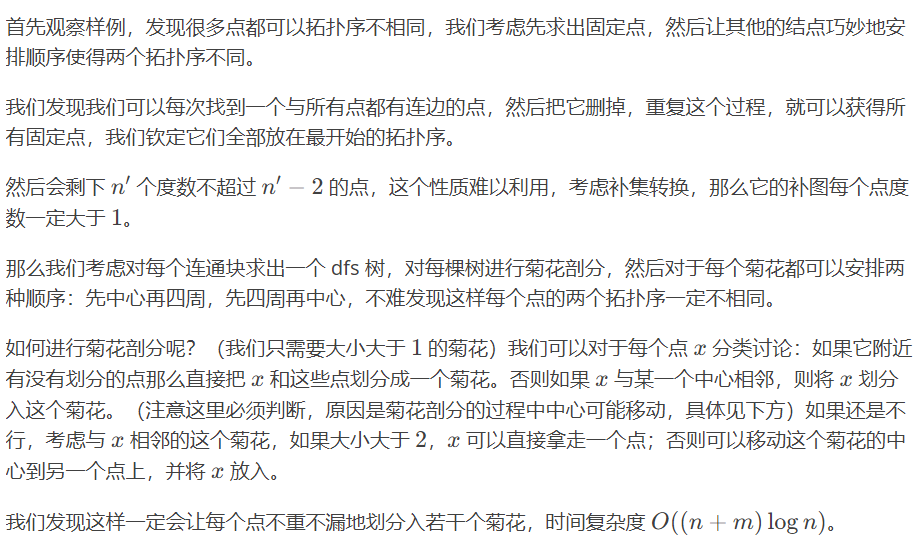 首先观察样例，发现很多点都可以拓扑序不相同，我们考虑先求出固定点，然后让其他的结点巧妙地安
排顺序使得两个拓扑序不同。
我们发现我们可以每次找到一个与所有点都有连边的点，然后把它删掉，重复这个过程，就可以获得所
有固定点，我们钦定它们全部放在最开始的拓扑序。
然后会剩下 n′ 个度数不超过 n′ − 2 的点，这个性质难以利用，考虑补集转换，那么它的补图每个点度
数一定大于 1。
那么我们考虑对每个连通块求出一个 dfs 树，对每棵树进行菊花剖分，然后对于每个菊花都可以安排两
种顺序：先中心再四周，先四周再中心，不难发现这样每个点的两个拓扑序一定不相同。
如何进行菊花剖分呢？（我们只需要大小大于 1 的菊花）我们可以对于每个点 x 分类讨论：如果它附近
有没有划分的点那么直接把 x 和这些点划分成一个菊花。否则如果 x 与某一个中心相邻，则将 x 划分
入这个菊花。（注意这里必须判断，原因是菊花剖分的过程中中心可能移动，具体见下方）如果还是不
行，考虑与 x 相邻的这个菊花，如果大小大于 2，x 可以直接拿走一个点；否则可以移动这个菊花的中
心到另一个点上，并将 x 放入。
我们发现这样一定会让每个点不重不漏地划分入若干个菊花，时间复杂度 O((n + m) log n)。